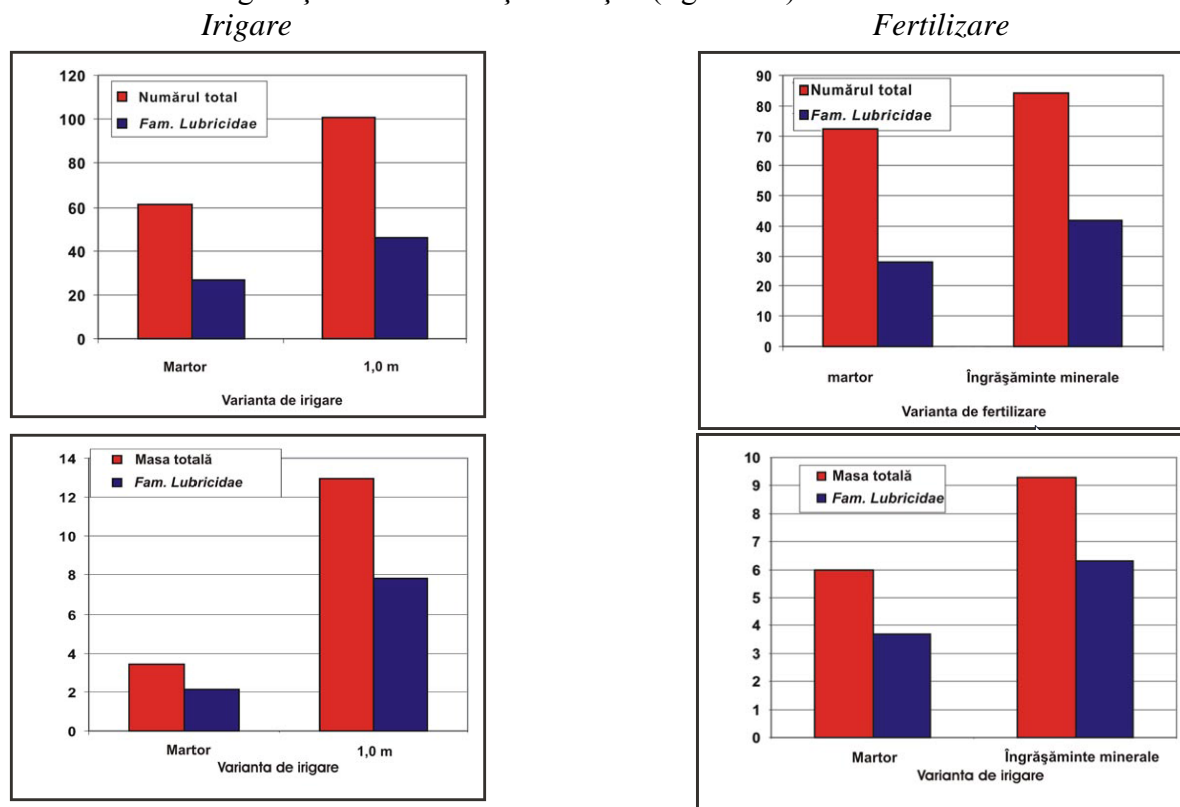 Irigare
Fertilizare
120
100
80
60
40
20
0
Numărul total
Fam. Lubricidae
Martor
1,0 m
Varianta de irigare
90
80
70
60
50
40
30
20
10
0
Numărul total
Fam. Lubricidae
martor
Îngrăşăminte minerale
Varianta de fertilizare
14
12
10
8
6
4
2
0
Masa totală
Fam. Lubricidae
Martor
1,0 m
Varianta de irigare
10
9
8
7
6
5
4
3
2
1
0
Masa totală
Fam. Lubricidae
Martor
Îngrăşăminte minerale
Varianta de irigare